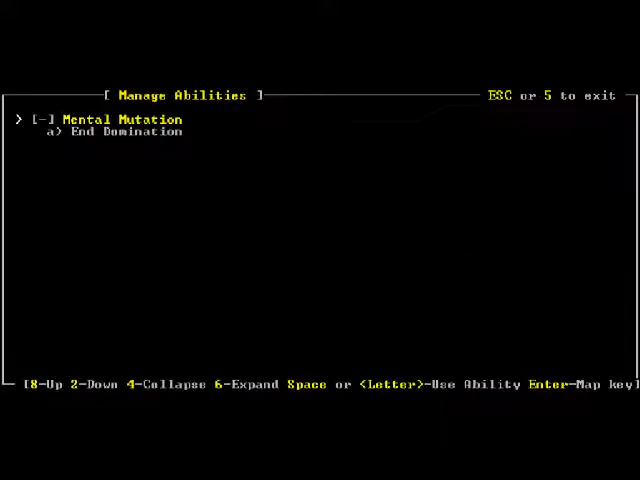 [ Manage Abilities ] ESC or 5 to exit
> [-] Mental Mutation
a) End Domination
[8-Up 2-Down 4-Collapse 6-Expand Space or <Letter>-Use Ability Enter-Map key]